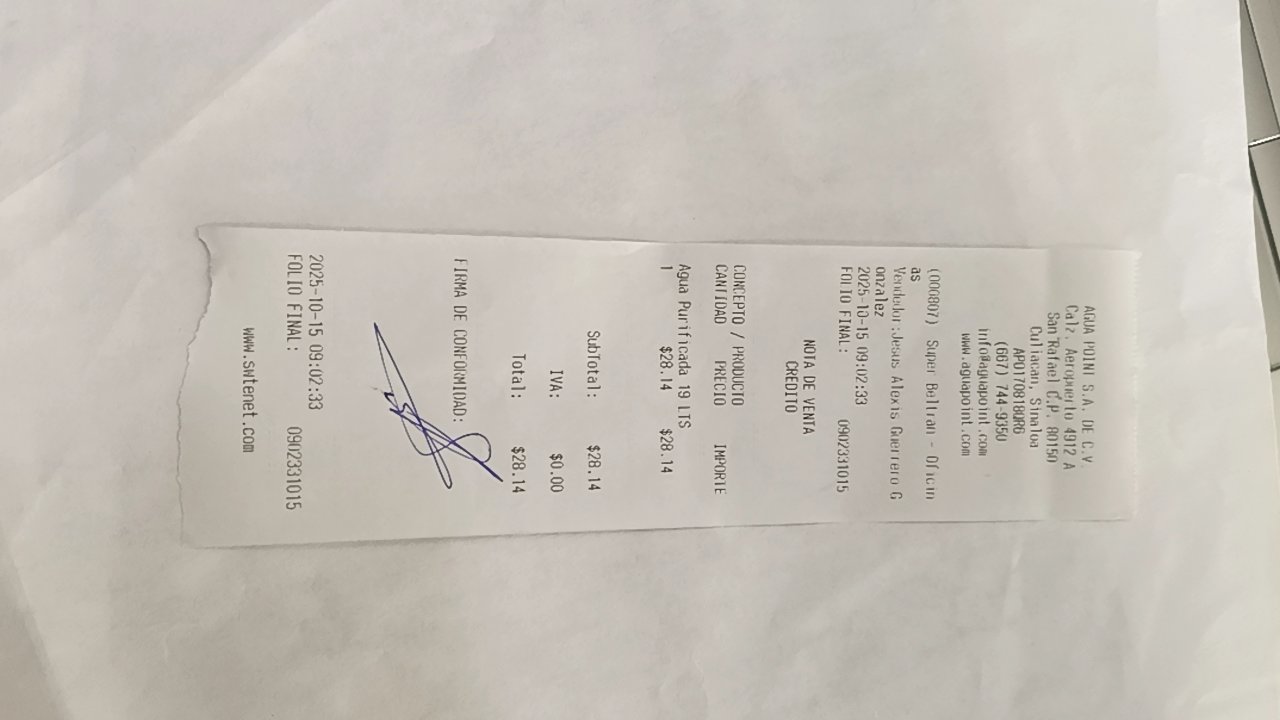 AGUA POINT S.A. DE C.V.
Calz. Aeropuerto 4912 A
San Rafael C.P. 80150
Culiacan, Sinaloa
APO170818QR6
(667) 744-9350
info@aguapoint.com
www.aguapoint.com
(000807) Super Beltran - Oficin
as
Vendedor:Jesus Alexis Guerrero G
onzalez
2025-10-15 09:02:33
FOLIO FINAL: 0902331015
NOTA DE VENTA
CREDITO
CONCEPTO / PRODUCTO
CANTIDAD PRECIO IMPORTE
Agua Purificada 19 LTS
1 $28.14 $28.14
SubTotal: $28.14
IVA: $0.00
Total: $28.14
FIRMA DE CONFORMIDAD:
2025-10-15 09:02:33
FOLIO FINAL: 0902331015
www.swtenet.com